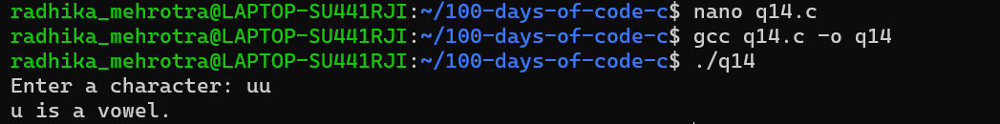 radhika_mehrotra@LAPTOP-SU441RJI:~/100-days-of-code-c$ nano q14.c
radhika_mehrotra@LAPTOP-SU441RJI:~/100-days-of-code-c$ gcc q14.c -o q14
radhika_mehrotra@LAPTOP-SU441RJI:~/100-days-of-code-c$ ./q14
Enter a character: uu
u is a vowel.